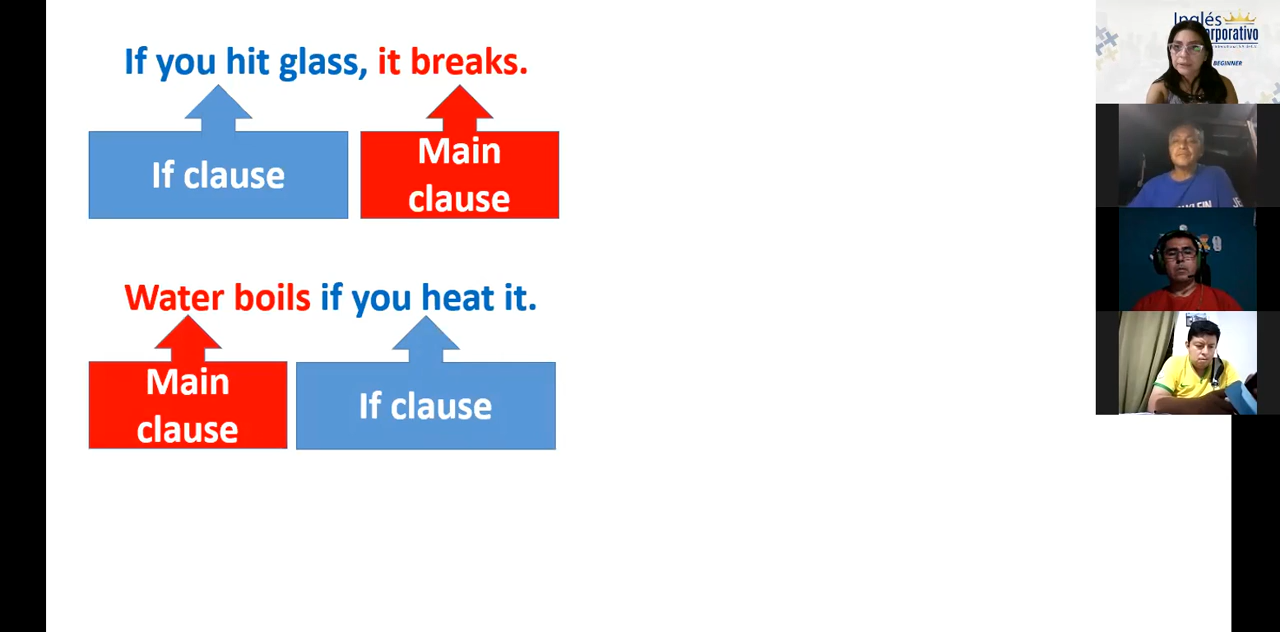 If you hit glass, it breaks.
If clause
Main
clause
Water boils if you heat it.
Main
clause
If clause
Inglés
BEGINNER